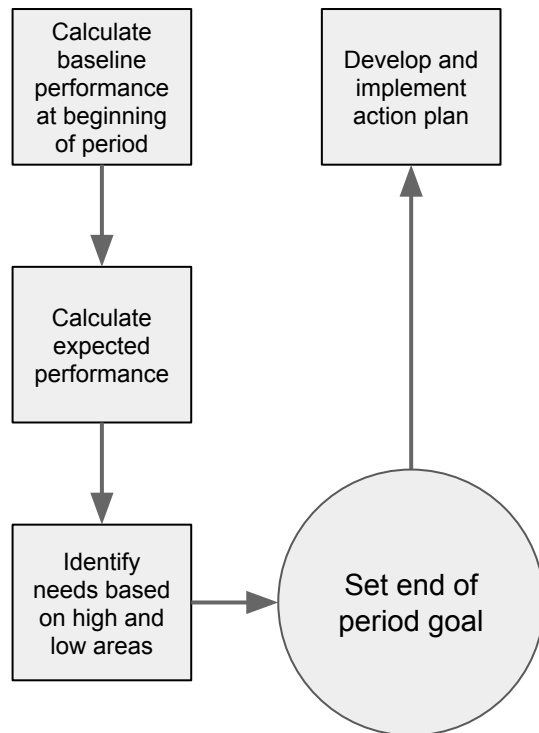 Calculate
baseline
performance
at beginning
of period
Calculate
expected
performance
Identify
needs based
on high and
low areas
Set end of
period goal
Develop and
implement
action plan